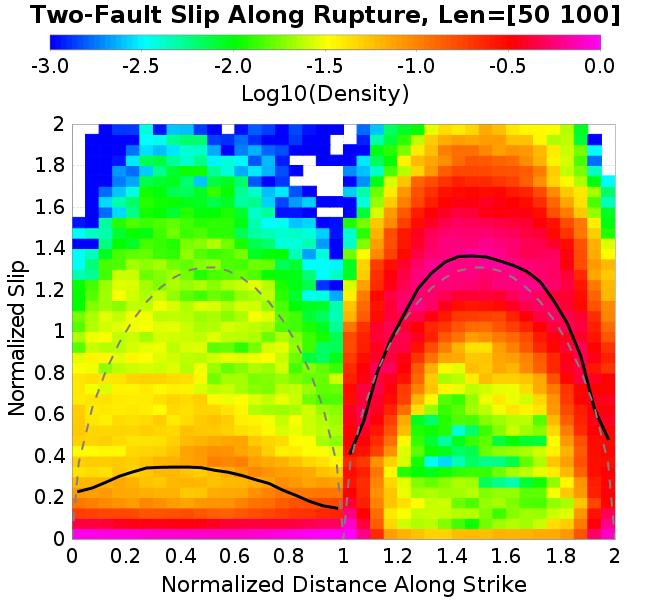 Two-Fault Slip Along Rupture, Len=[50 100]
-3.0 -2.5 -2.0 -1.5 -1.0 -0.5 0.0
Log10(Density)
2
1.8
1.6
1.4
1.2
1
0.8
0.6
0.4
0.2
0
Normalized Slip
0 0.2 0.4 0.6 0.8 1 1.2 1.4 1.6 1.8 2
Normalized Distance Along Strike